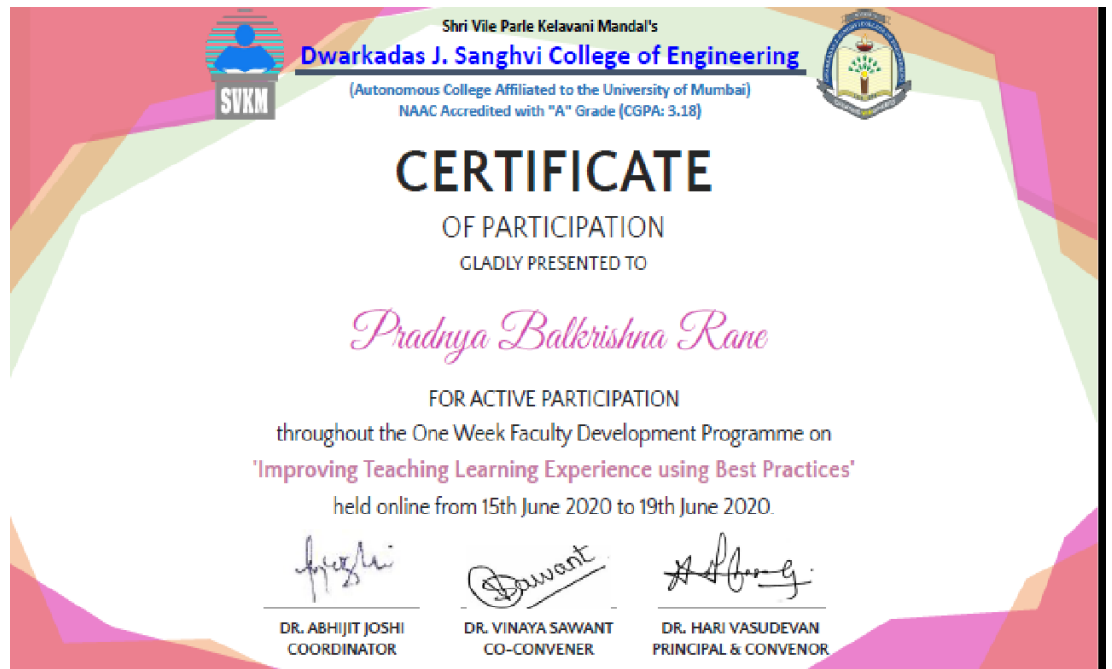 Shri Vile Parle Kelavani Mandal's
Dwarkadas J. Sanghvi College of Engineering
(Autonomous College Affiliated to the University of Mumbai)
NAAC Accredited with "A" Grade (CGPA: 3.18)
SVKM
CERTIFICATE
OF PARTICIPATION
GLADLY PRESENTED TO
Pradnya Balkrishna Rane
FOR ACTIVE PARTICIPATION
throughout the One Week Faculty Development Programme on
'Improving Teaching Learning Experience using Best Practices'
held online from 15th June 2020 to 19th June 2020.
Sawant
DR. ABHIJIT JOSHI DR. VINAYA SAWANT DR. HARI VASUDEVAN
COORDINATOR CO-CONVENER PRINCIPAL & CONVENOR